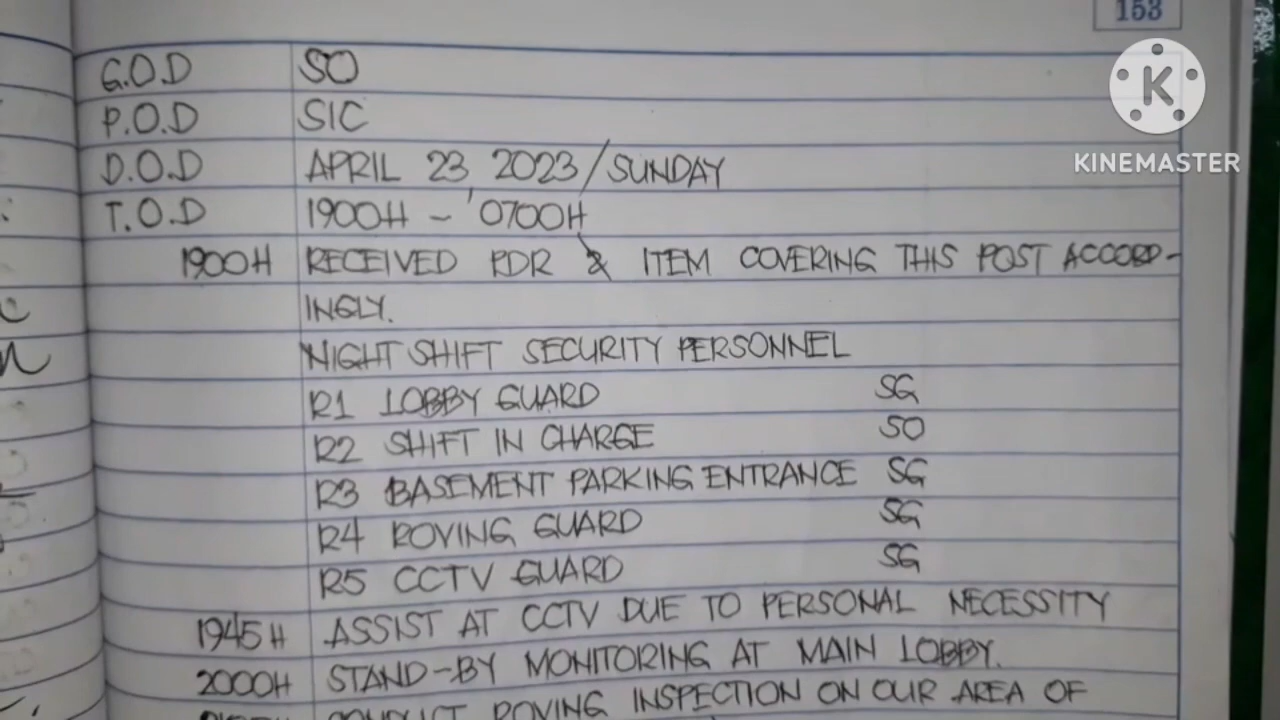 153
G.O.D SO
P.O.D SIC
D.O.D APRIL 23, 2023/SUNDAY
T.O.D 1900H - 0700H
1900H RECEIVED PDR & ITEM COVERING THIS POST ACCORD-
INGLY.
NIGHT SHIFT SECURITY PERSONNEL
R1 LOBBY GUARD SG
R2 SHIFT IN CHARGE SO
R3 BASEMENT PARKING ENTRANCE SG
R4 ROVING GUARD SG
R5 CCTV GUARD SG
1945H ASSIST AT CCTV DUE TO PERSONAL NECESSITY
2000H STAND-BY MONITORING AT MAIN LOBBY.
CONDUCT ROVING INSPECTION ON OUR AREA OF
K
KINEMASTER